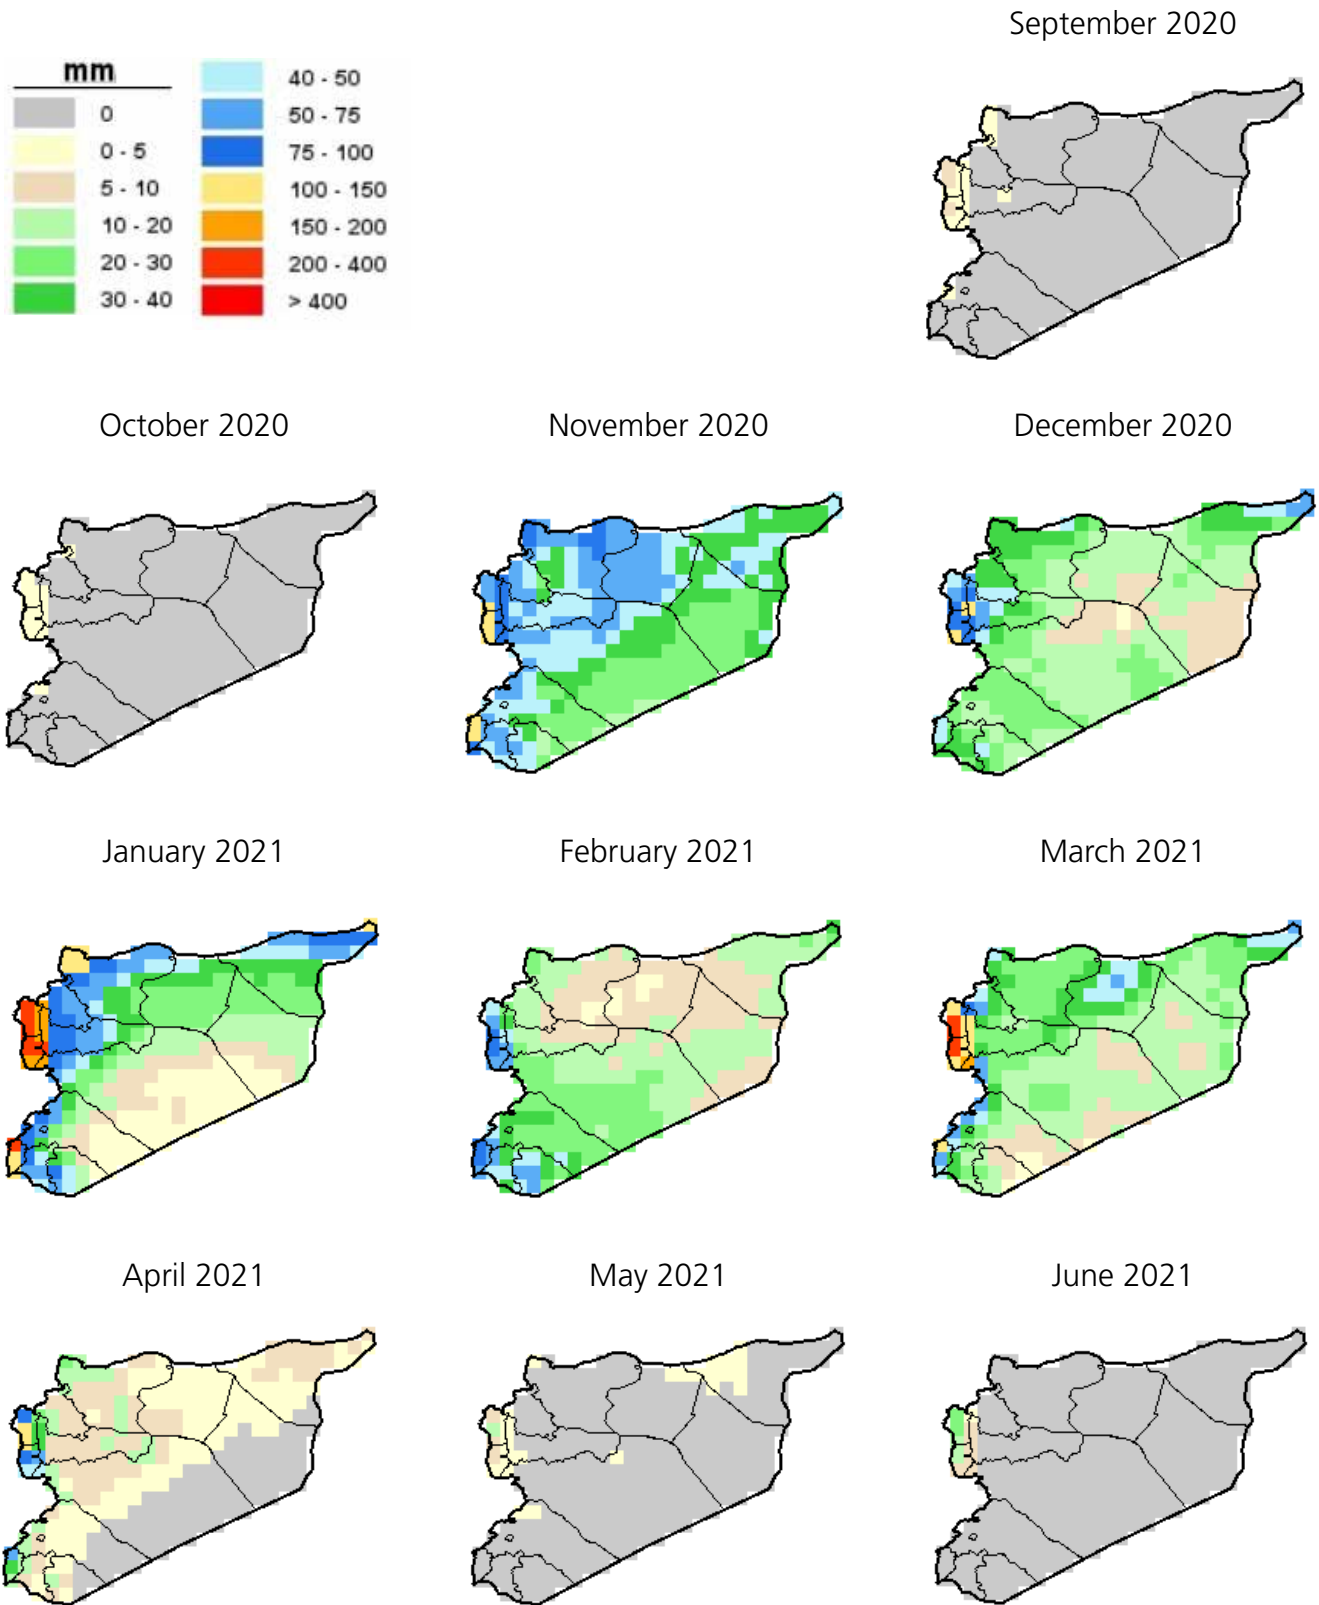 September 2020
mm
0
0 - 5
5 - 10
10 - 20
20 - 30
30 - 40
40 - 50
50 - 75
75 - 100
100 - 150
150 - 200
200 - 400
> 400
October 2020
November 2020
December 2020
January 2021
February 2021
March 2021
April 2021
May 2021
June 2021